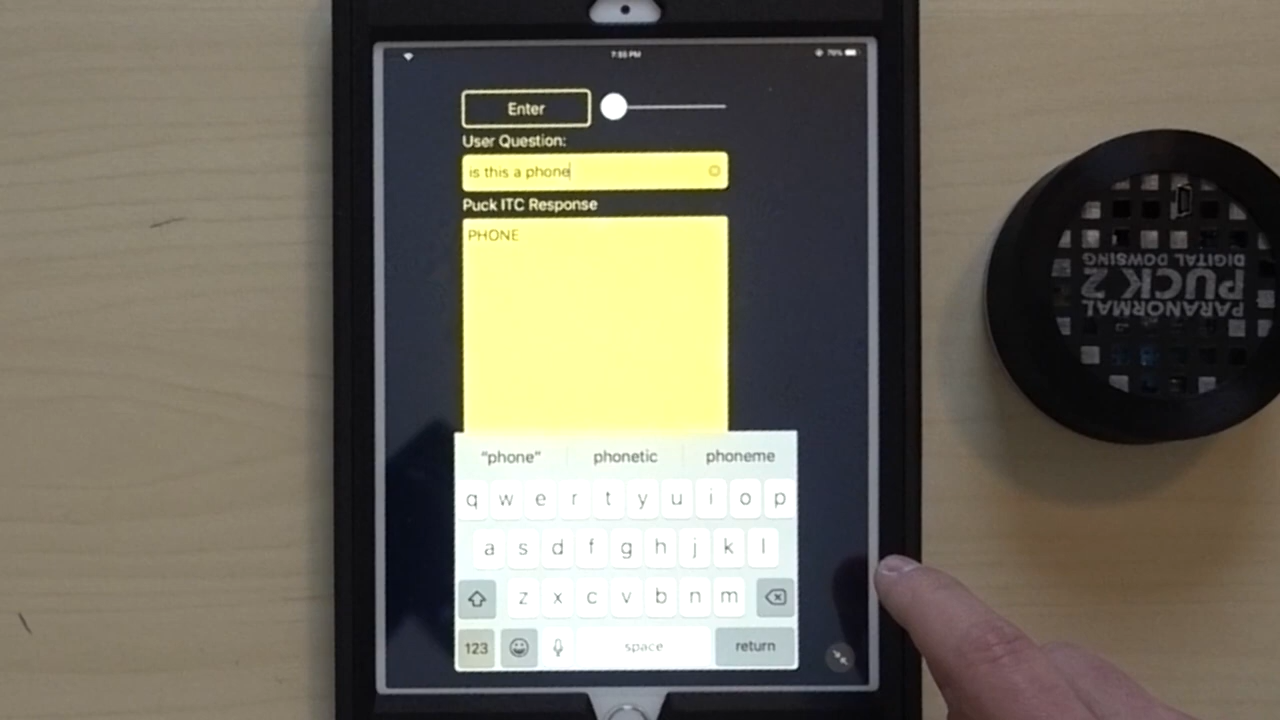 7:55 PM
76%
Enter
User Question:
is this a phone
Puck ITC Response
PHONE
"phone" phonetic phoneme
q w e r t y u i o p
a s d f g h j k l
z x c v b n m
123 space return
PARANORMAL
PUCK 2
DIGITAL DOWSING